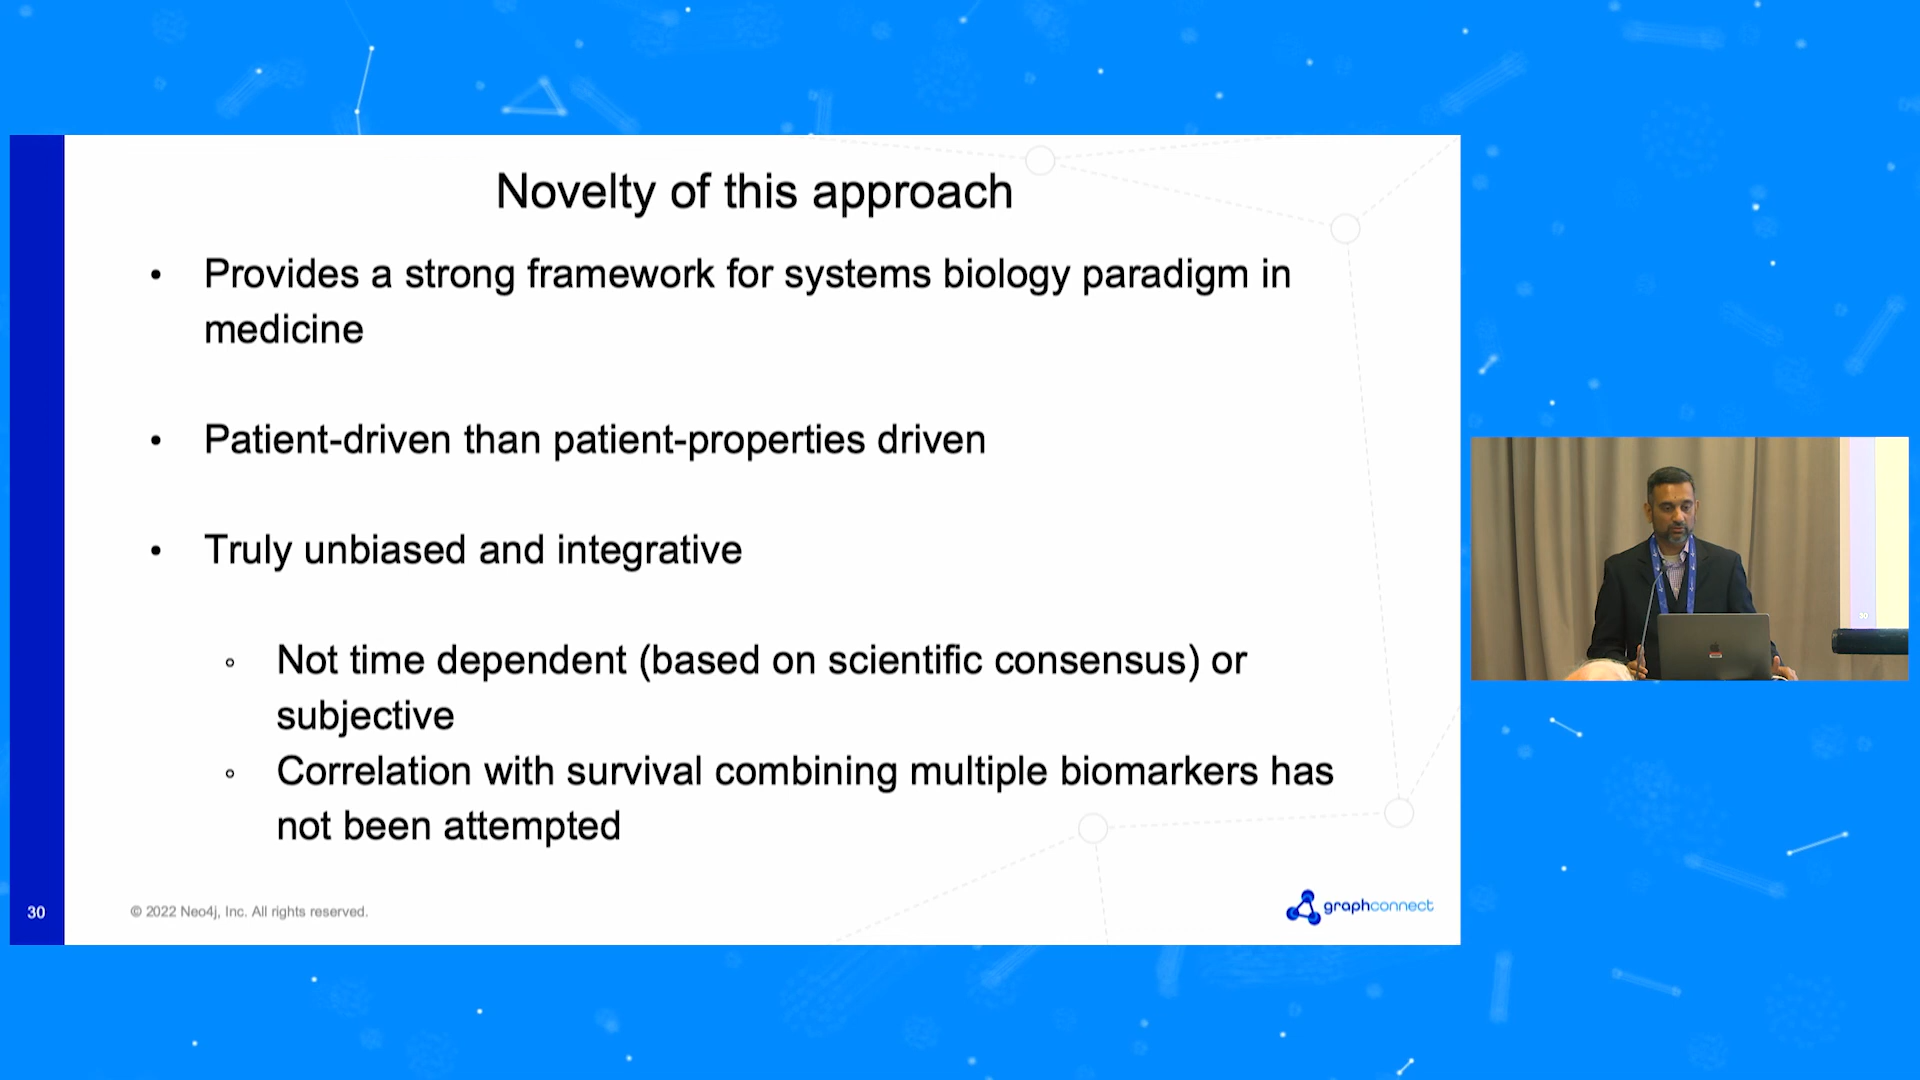 Novelty of this approach
• Provides a strong framework for systems biology paradigm in
medicine
• Patient-driven than patient-properties driven
• Truly unbiased and integrative
◦ Not time dependent (based on scientific consensus) or
subjective
◦ Correlation with survival combining multiple biomarkers has
not been attempted
30
© 2022 Neo4j, Inc. All rights reserved.
graphconnect
30